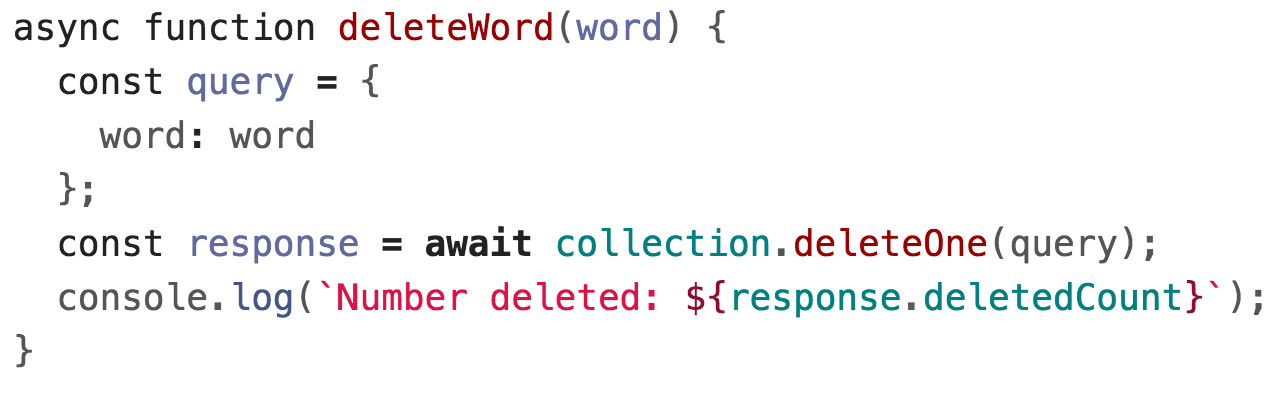 async function deleteWord(word) {
  const query = {
    word: word
  };
  const response = await collection.deleteOne(query);
  console.log(`Number deleted: ${response.deletedCount}`);
}